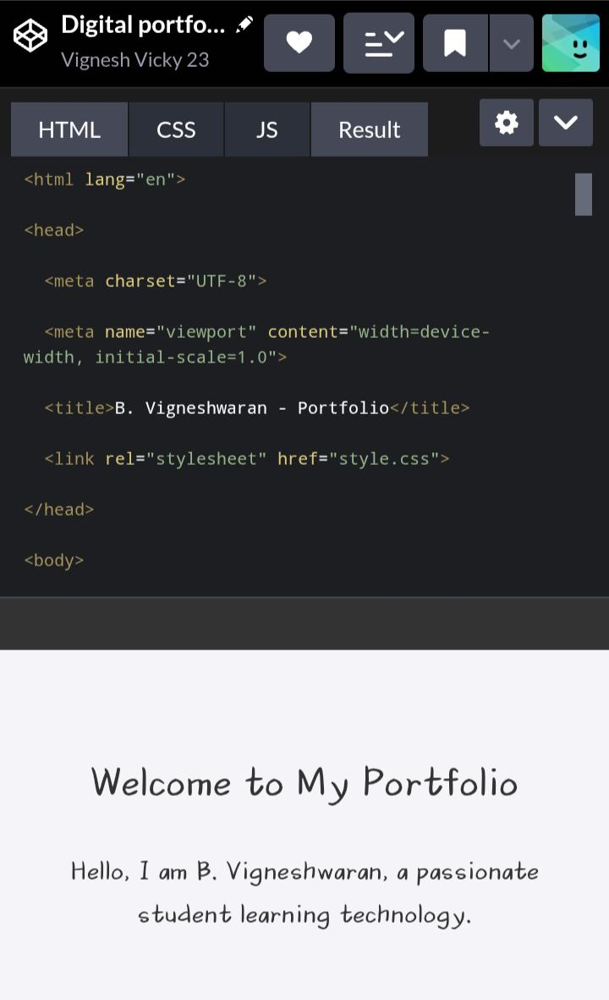 Digital portfo...
Vignesh Vicky 23
HTML CSS JS Result
<html lang="en">
<head>
<meta charset="UTF-8">
<meta name="viewport" content="width=device-
width, initial-scale=1.0">
<title>B. Vigneshwaran - Portfolio</title>
<link rel="stylesheet" href="style.css">
</head>
<body>
Welcome to My Portfolio
Hello, I am B. Vigneshwaran, a passionate
student learning technology.